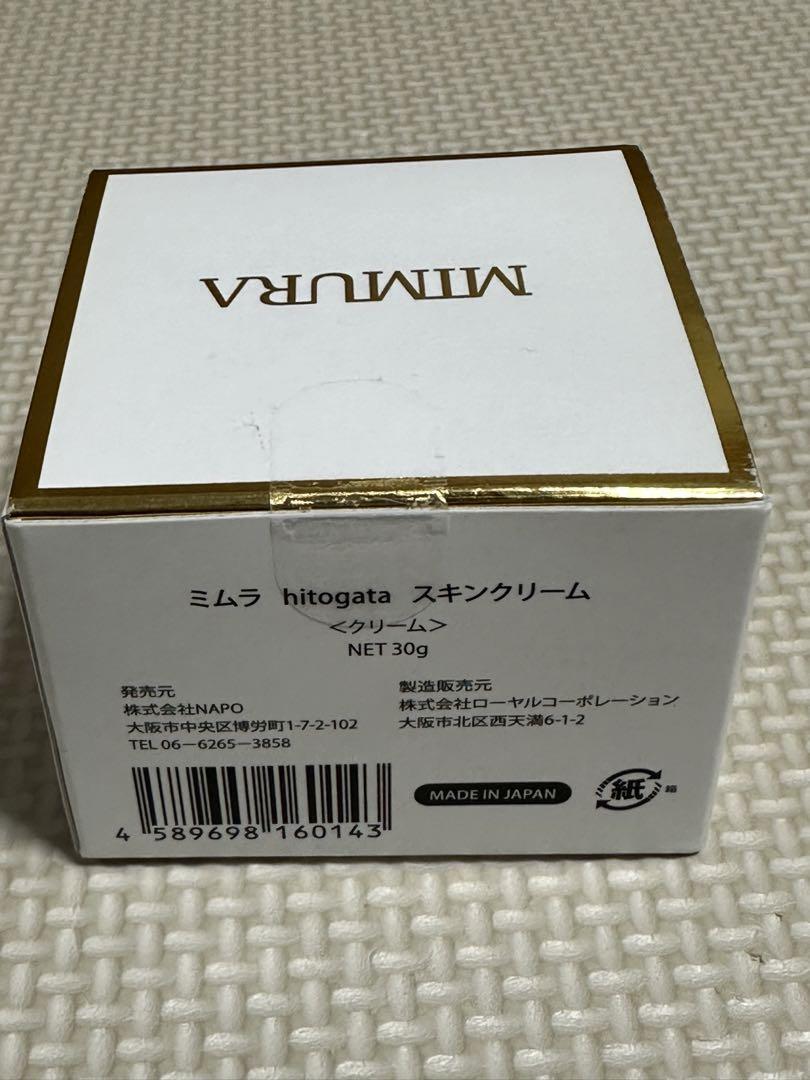 MIMURA
ミムラ hitogata スキンクリーム
<クリーム>
NET 30g
発売元
株式会社NAPO
大阪市中央区博労町1-7-2-102
TEL 06-6265-3858
製造販売元
株式会社ローヤルコーポレーション
大阪市北区西天満6-1-2
MADE IN JAPAN
紙 箱
4 589698 160143